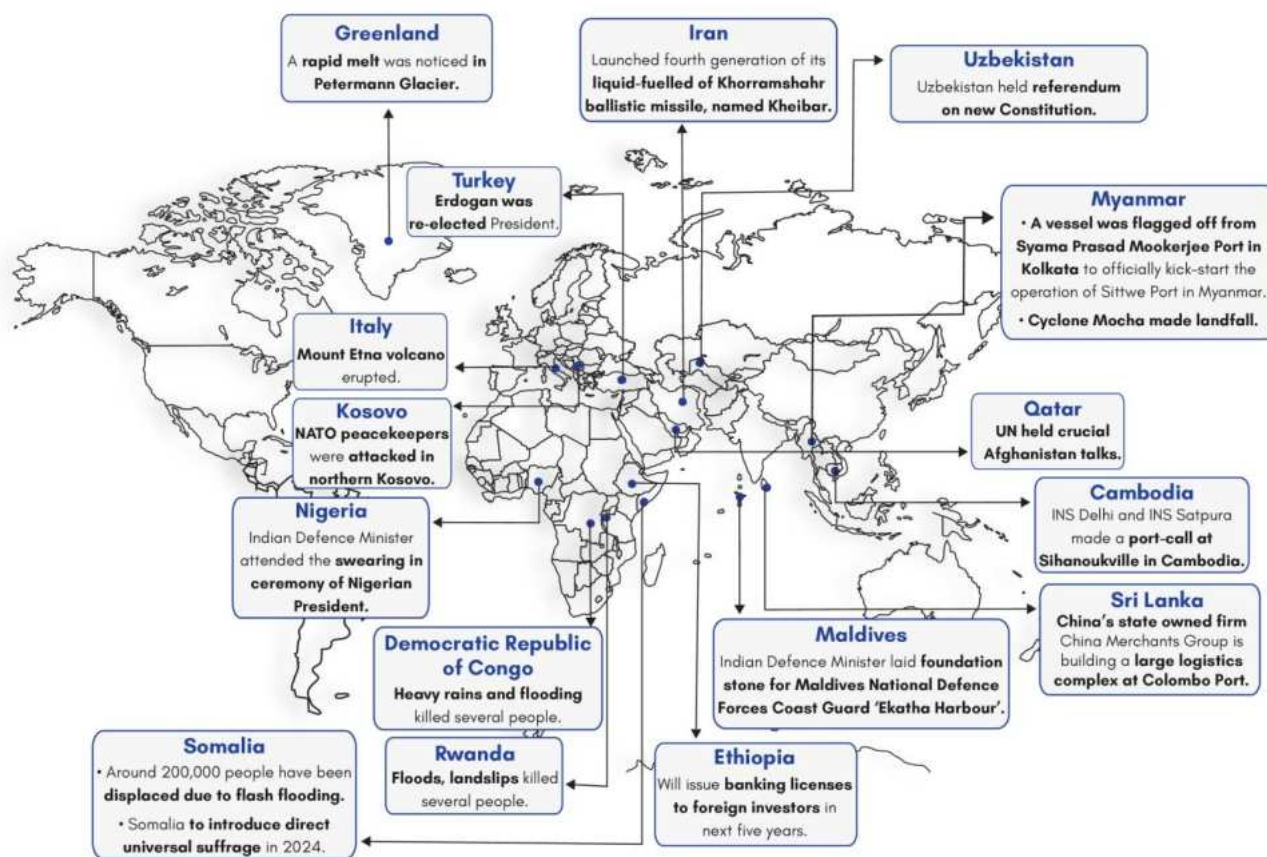 Greenland
A rapid melt was noticed in
Petermann Glacier.
Iran
Launched fourth generation of its
liquid-fuelled of Khorramshahr
ballistic missile, named Kheibar.
Uzbekistan
Uzbekistan held referendum
on new Constitution.
Turkey
Erdogan was
re-elected President.
Myanmar
• A vessel was flagged off from
Syama Prasad Mookerjee Port in
Kolkata to officially kick-start the
operation of Sittwe Port in Myanmar.
• Cyclone Mocha made landfall.
Italy
Mount Etna volcano
erupted.
Kosovo
NATO peacekeepers
were attacked in
northern Kosovo.
Qatar
UN held crucial
Afghanistan talks.
Cambodia
INS Delhi and INS Satpura
made a port-call at
Sihanoukville in Cambodia.
Nigeria
Indian Defence Minister
attended the swearing in
ceremony of Nigerian
President.
Sri Lanka
China's state owned firm
China Merchants Group is
building a large logistics
complex at Colombo Port.
Maldives
Indian Defence Minister laid foundation
stone for Maldives National Defence
Forces Coast Guard 'Ekatha Harbour'.
Democratic Republic
of Congo
Heavy rains and flooding
killed several people.
Somalia
• Around 200,000 people have been
displaced due to flash flooding.
• Somalia to introduce direct
universal suffrage in 2024.
Rwanda
Floods, landslips killed
several people.
Ethiopia
Will issue banking licenses
to foreign investors in
next five years.